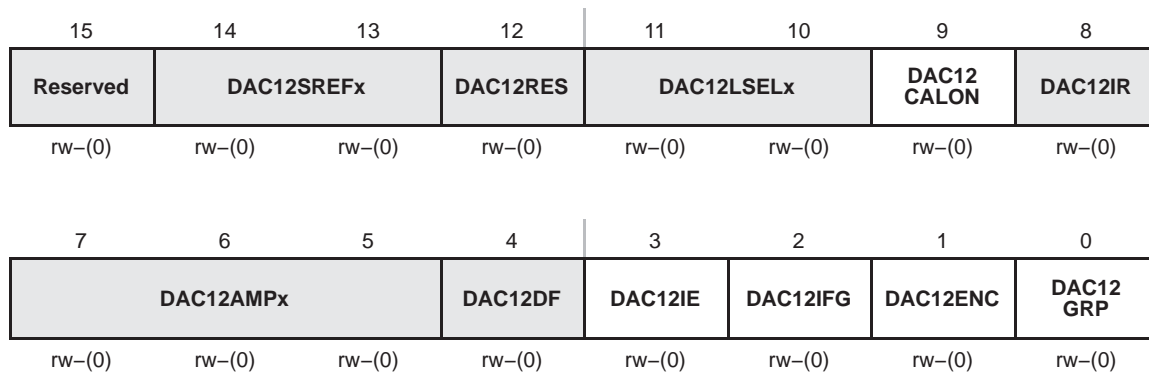 15 14 13 12 11 10 9 8
Reserved DAC12SREFx DAC12RES DAC12LSELx DAC12 CALON DAC12IR
rw−(0) rw−(0) rw−(0) rw−(0) rw−(0) rw−(0) rw−(0) rw−(0)
7 6 5 4 3 2 1 0
DAC12AMPx DAC12DF DAC12IE DAC12IFG DAC12ENC DAC12 GRP
rw−(0) rw−(0) rw−(0) rw−(0) rw−(0) rw−(0) rw−(0) rw−(0)